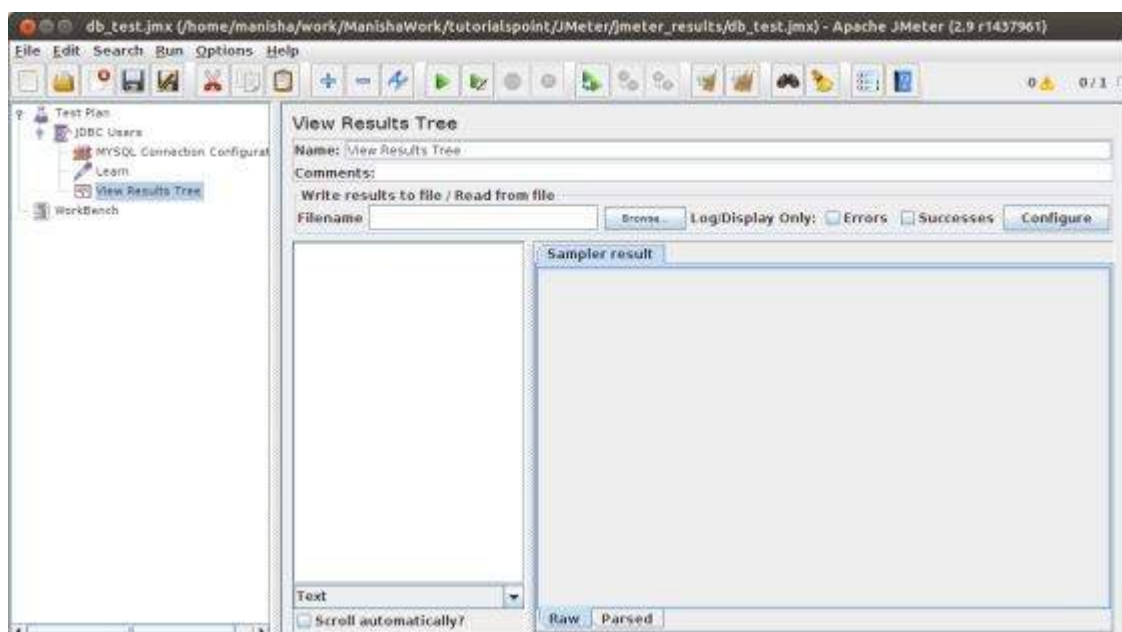 db_test.jmx (/home/manisha/work/ManishaWork/tutorialspoint/JMeter/jmeter_results/db_test.jmx) - Apache JMeter (2.9 r1437961)
File Edit Search Run Options Help
0 0 / 1
Test Plan
JDBC Users
MYSQL Connection Configurat
Learn
View Results Tree
WorkBench
View Results Tree
Name: View Results Tree
Comments:
Write results to file / Read from file
Filename Browse... Log/Display Only: Errors Successes Configure
Sampler result
Text
Scroll automatically?
Raw Parsed